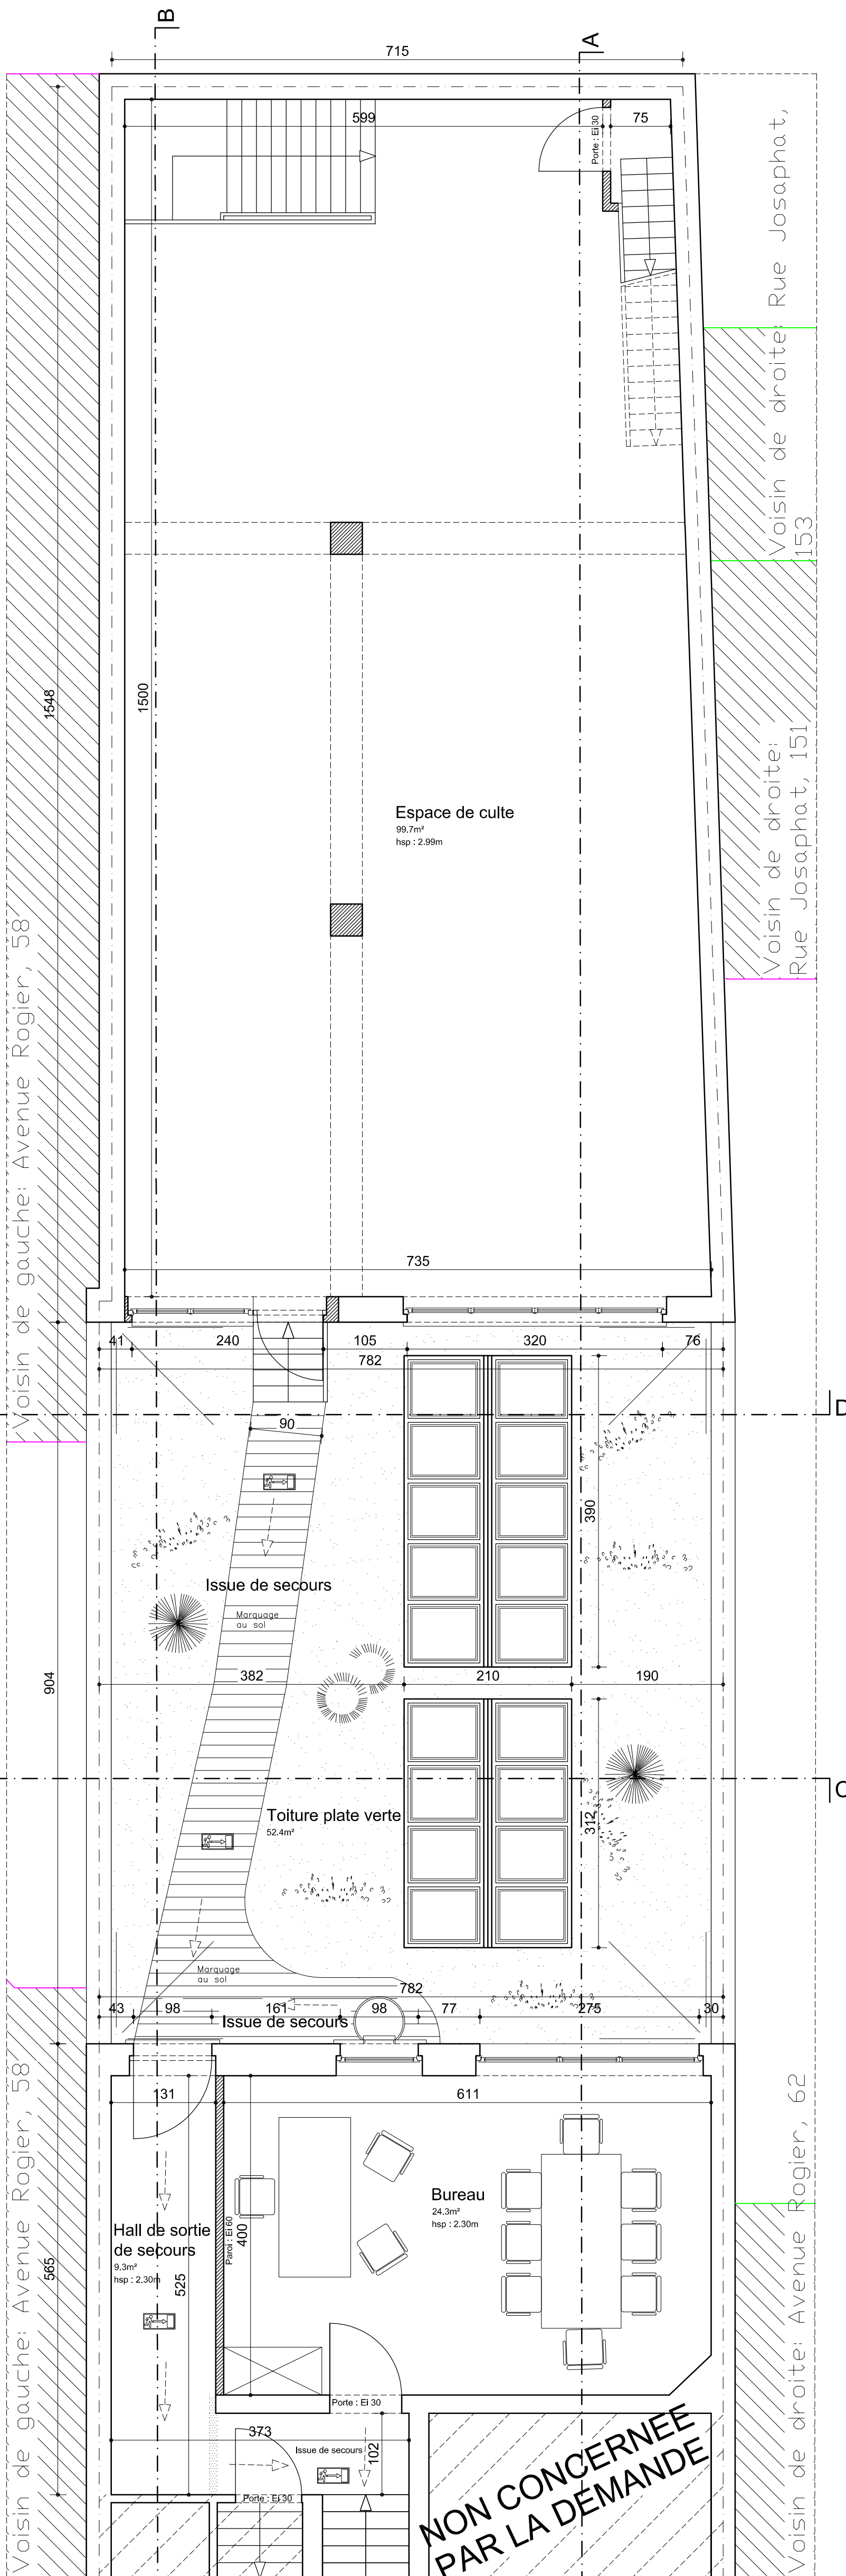 B
A
715
599
75
Porte : Ei 30
Voisin de droite: Rue Josaphat,
153
1548
1500
Voisin de droite:
Rue Josaphat, 151
Espace de culte
99.7m²
hsp : 2.99m
Voisin de gauche: Avenue Rogier, 58
735
41
240
105
320
76
782
D
90
390
Issue de secours
Marquage
au sol
904
382
210
190
C
Toiture plate verte
52.4m²
312
Marquage
au sol
782
43
98
161
98
77
275
30
Issue de secours
131
611
Voisin de gauche: Avenue Rogier, 58
Voisin de droite: Avenue Rogier, 62
Bureau
24.3m²
hsp : 2.30m
Hall de sortie
de secours
9.3m²
hsp : 2.30m
Paroi : Ei 60
400
525
565
Porte : Ei 30
373
Issue de secours
102
Porte : Ei 30
NON CONCERNEE
PAR LA DEMANDE